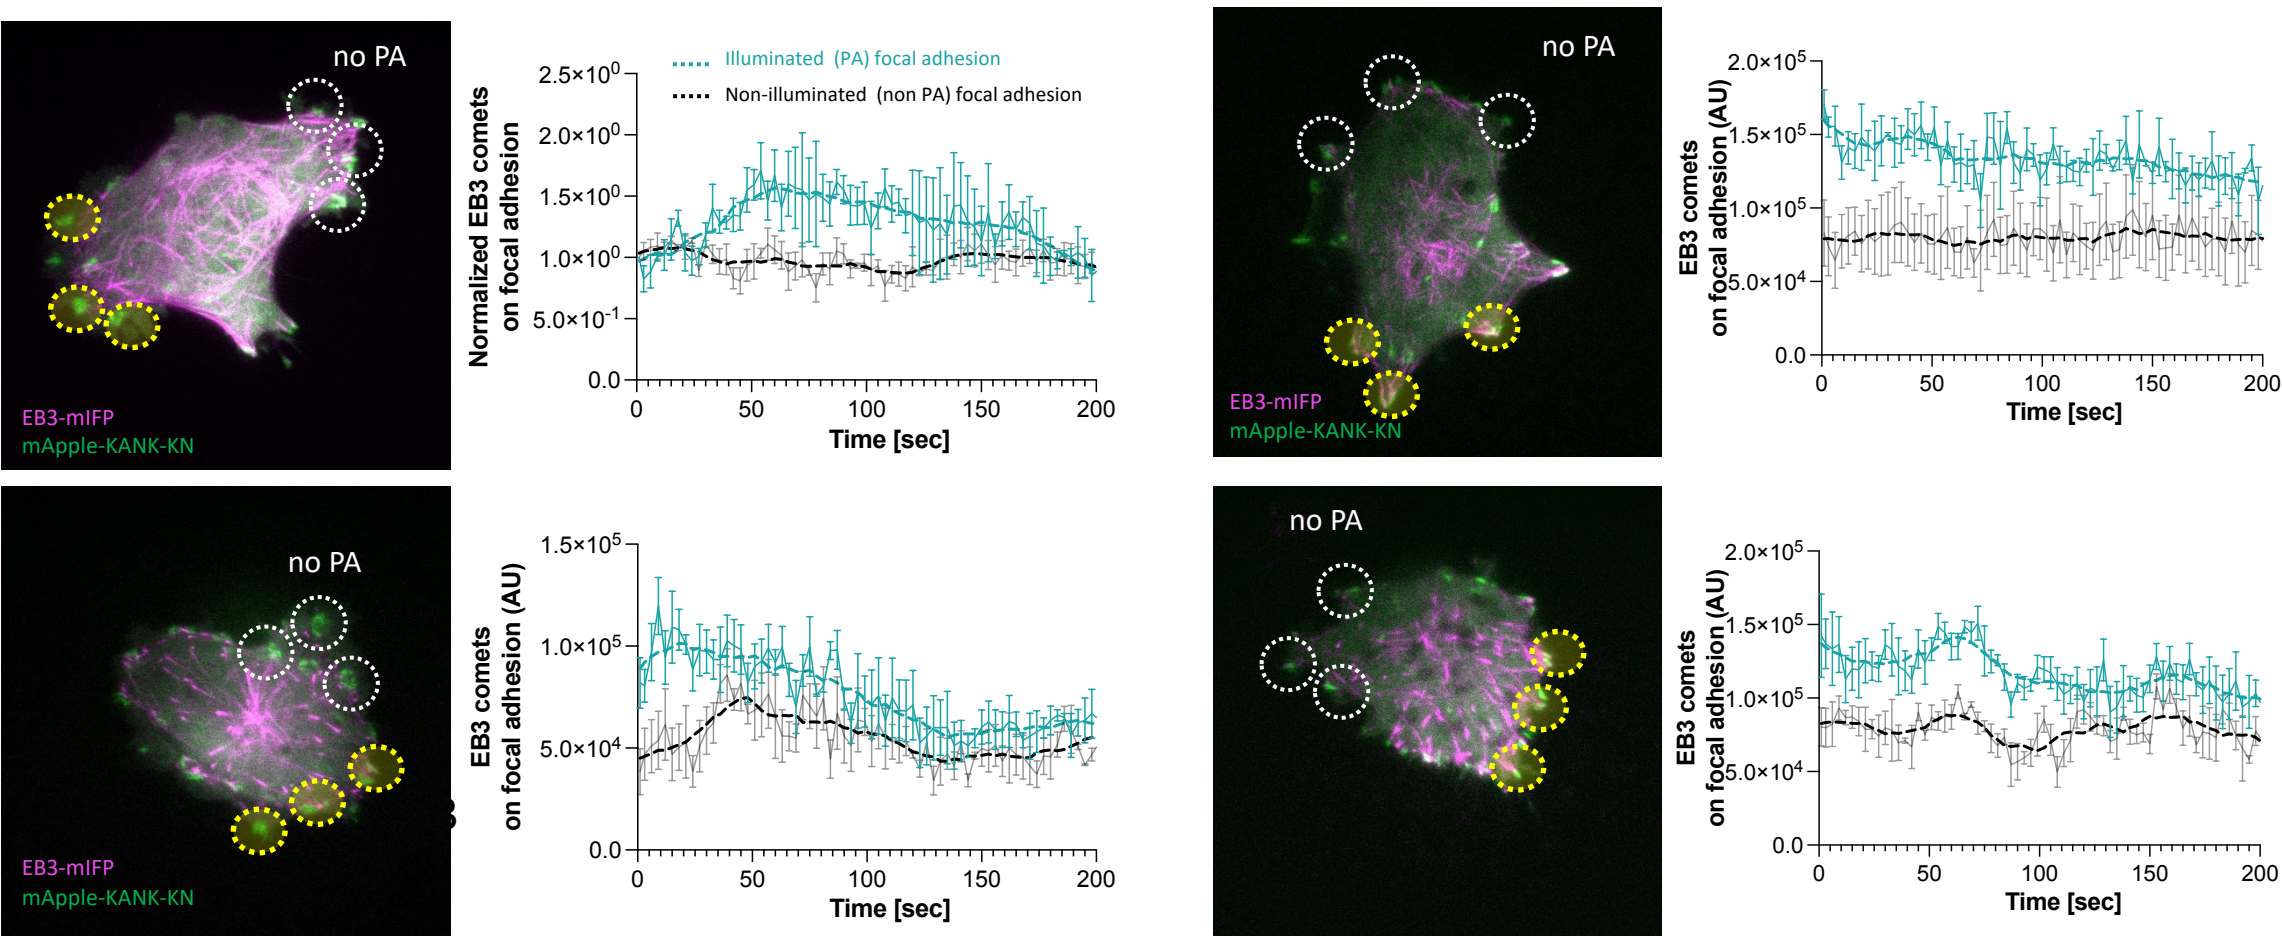 no PA
EB3-mIFP
mApple-KANK-KN
Illuminated (PA) focal adhesion
Non-illuminated (non PA) focal adhesion
Normalized EB3 comets
on focal adhesion
2.5×10⁰
2.0×10⁰
1.5×10⁰
1.0×10⁰
5.0×10⁻¹
0.0
0 50 100 150 200
Time [sec]
no PA
EB3-mIFP
mApple-KANK-KN
EB3 comets
on focal adhesion (AU)
2.0×10⁵
1.5×10⁵
1.0×10⁵
5.0×10⁴
0.0
0 50 100 150 200
Time [sec]
no PA
EB3-mIFP
mApple-KANK-KN
EB3 comets
on focal adhesion (AU)
1.5×10⁵
1.0×10⁵
5.0×10⁴
0.0
0 50 100 150 200
Time [sec]
no PA
EB3 comets
on focal adhesion (AU)
2.0×10⁵
1.5×10⁵
1.0×10⁵
5.0×10⁴
0.0
0 50 100 150 200
Time [sec]